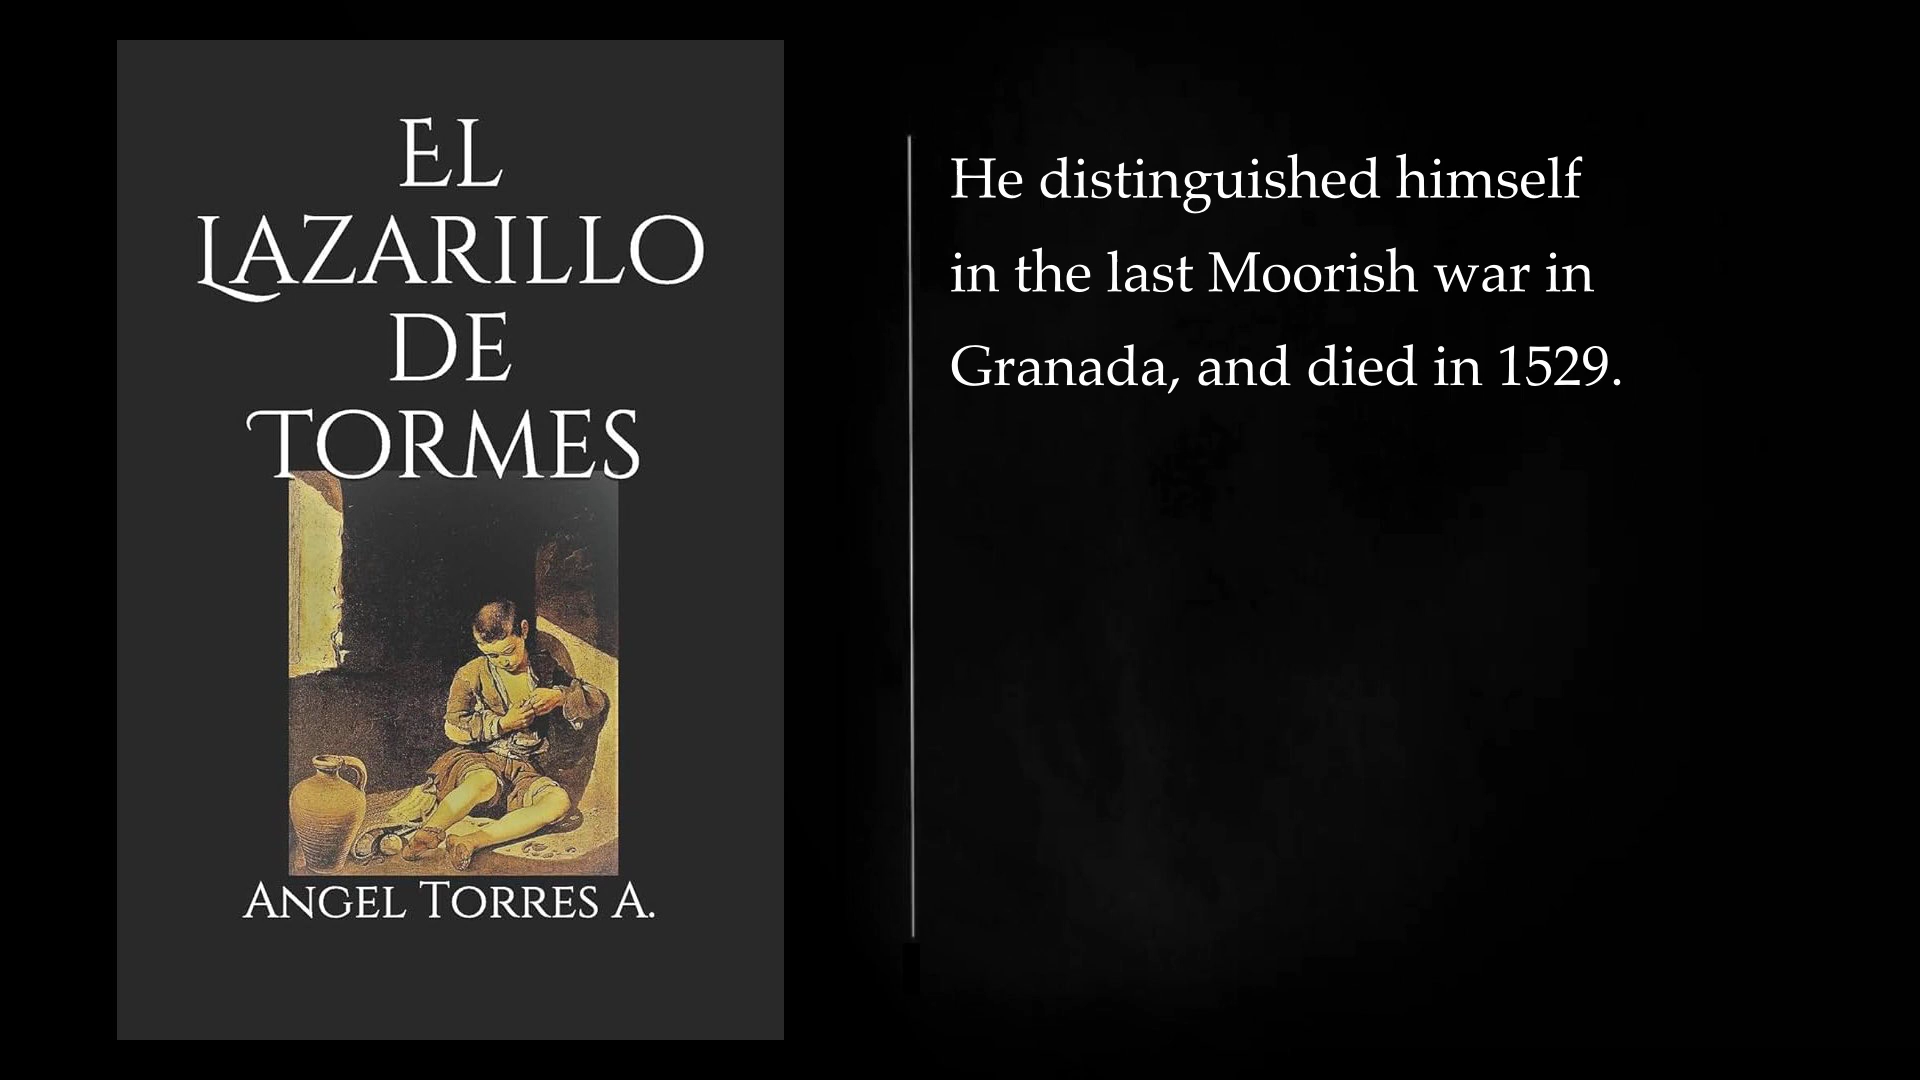 EL
LAZARILLO
DE
TORMES
ANGEL TORRES A.
He distinguished himself
in the last Moorish war in
Granada, and died in 1529.